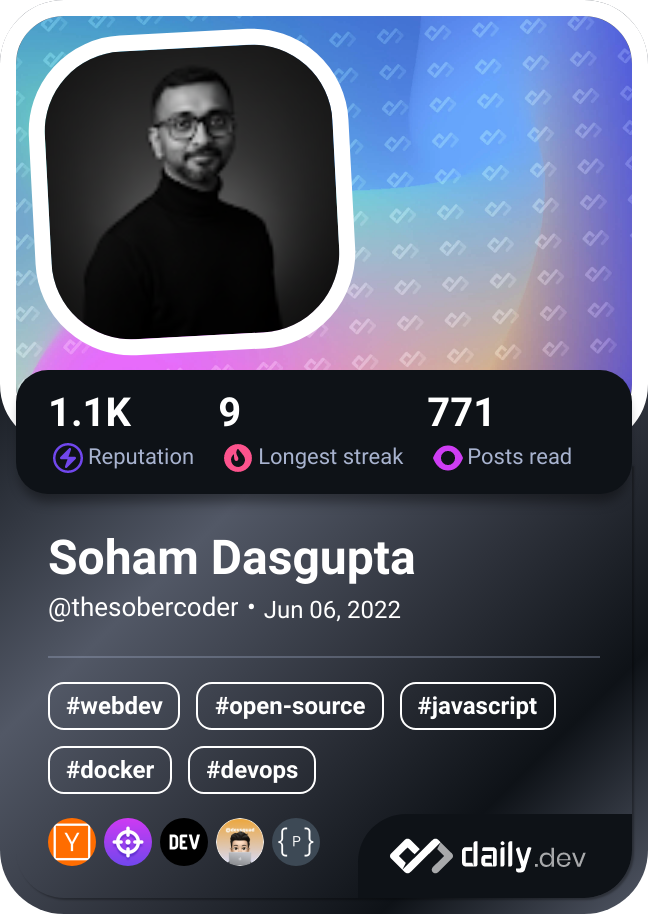 1.1K 9 771
Reputation Longest streak Posts read
Soham Dasgupta
@thesobercoder • Jun 06, 2022
#webdev #open-source #javascript
#docker #devops
Y DEV { P } daily.dev